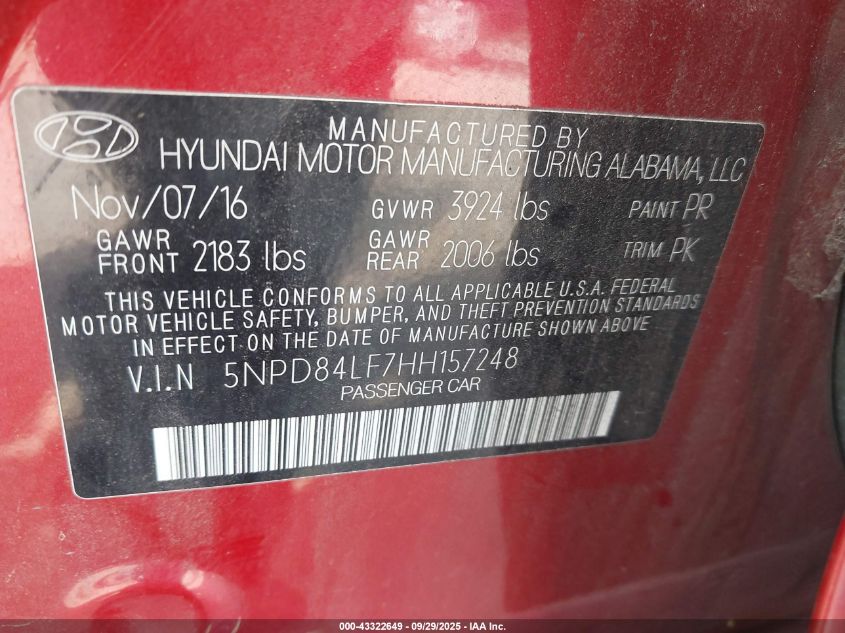 MANUFACTURED BY
HYUNDAI MOTOR MANUFACTURING ALABAMA, LLC
Nov/07/16 GVWR 3924 lbs PAINT PR
GAWR FRONT 2183 lbs GAWR REAR 2006 lbs TRIM PK
THIS VEHICLE CONFORMS TO ALL APPLICABLE U.S.A. FEDERAL
MOTOR VEHICLE SAFETY, BUMPER, AND THEFT PREVENTION STANDARDS
IN EFFECT ON THE DATE OF MANUFACTURE SHOWN ABOVE
V.I.N 5NPD84LF7HH157248
PASSENGER CAR
000-43322649 - 09/29/2025 - IAA Inc.